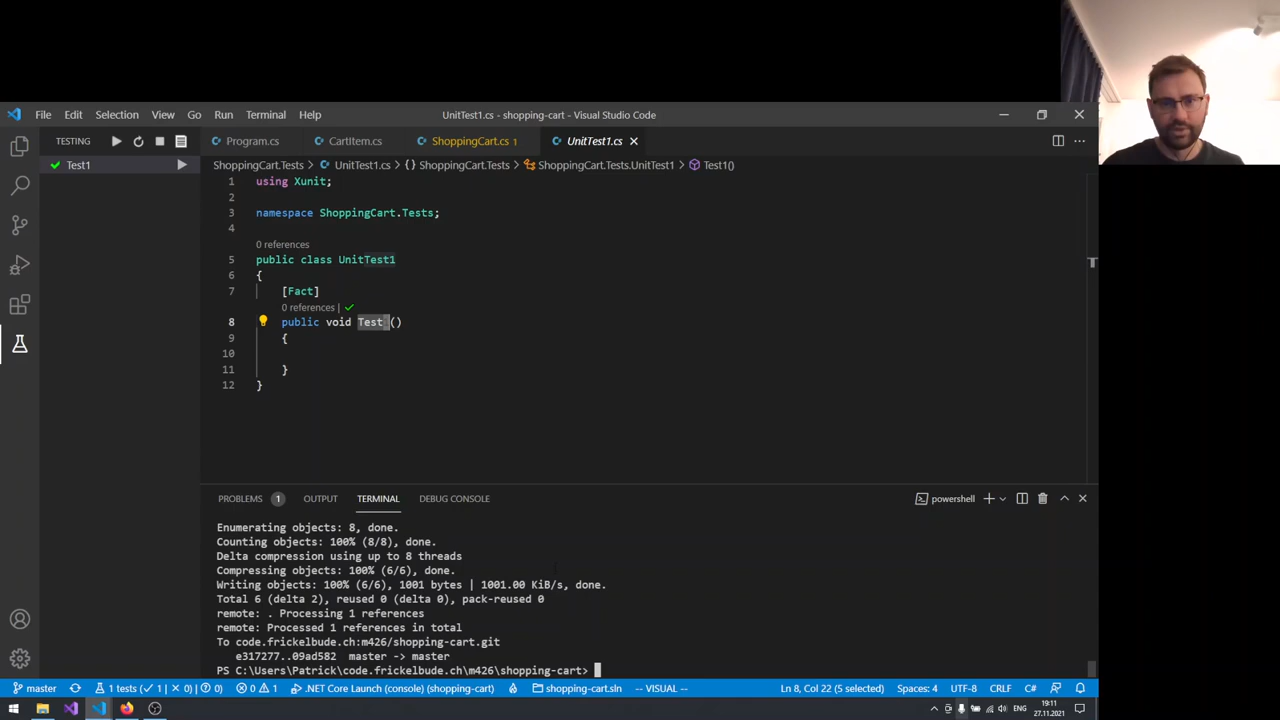 File Edit Selection View Go Run Terminal Help
UnitTest1.cs - shopping-cart - Visual Studio Code
TESTING
Program.cs
CartItem.cs
ShoppingCart.cs 1
UnitTest1.cs
Test1
ShoppingCart.Tests
UnitTest1.cs
{ } ShoppingCart.Tests
ShoppingCart.Tests.UnitTest1
Test1()
1 using Xunit;
2
3 namespace ShoppingCart.Tests;
4
0 references
5 public class UnitTest1
6 {
7 [Fact]
0 references |
8 public void Test1()
9 {
10
11 }
12 }
PROBLEMS 1 OUTPUT TERMINAL DEBUG CONSOLE
powershell
Enumerating objects: 8, done.
Counting objects: 100% (8/8), done.
Delta compression using up to 8 threads
Compressing objects: 100% (6/6), done.
Writing objects: 100% (6/6), 1001 bytes | 1001.00 KiB/s, done.
Total 6 (delta 2), reused 0 (delta 0), pack-reused 0
remote: . Processing 1 references
remote: Processed 1 references in total
To code.frickelbude.ch:m426/shopping-cart.git
e317277..09ad582 master -> master
PS C:\Users\Patrick\code.frickelbude.ch\m426\shopping-cart>
master
1 tests (✓ 1 | × 0) | ? 0)
0 1
.NET Core Launch (console) (shopping-cart)
shopping-cart.sln
-- VISUAL --
Ln 8, Col 22 (5 selected)
Spaces: 4
UTF-8
CRLF
C#
ENG
19:11
27.11.2021